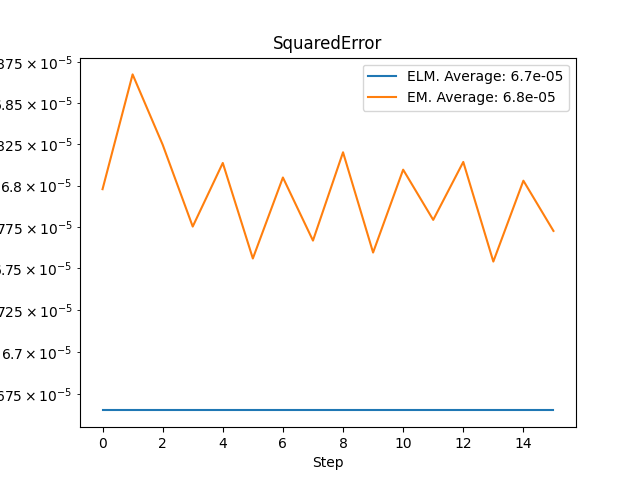 SquaredError
ELM. Average: 6.7e-05
EM. Average: 6.8e-05
875 × 10⁻⁵
6.85 × 10⁻⁵
825 × 10⁻⁵
6.8 × 10⁻⁵
775 × 10⁻⁵
6.75 × 10⁻⁵
725 × 10⁻⁵
6.7 × 10⁻⁵
675 × 10⁻⁵
0 2 4 6 8 10 12 14
Step